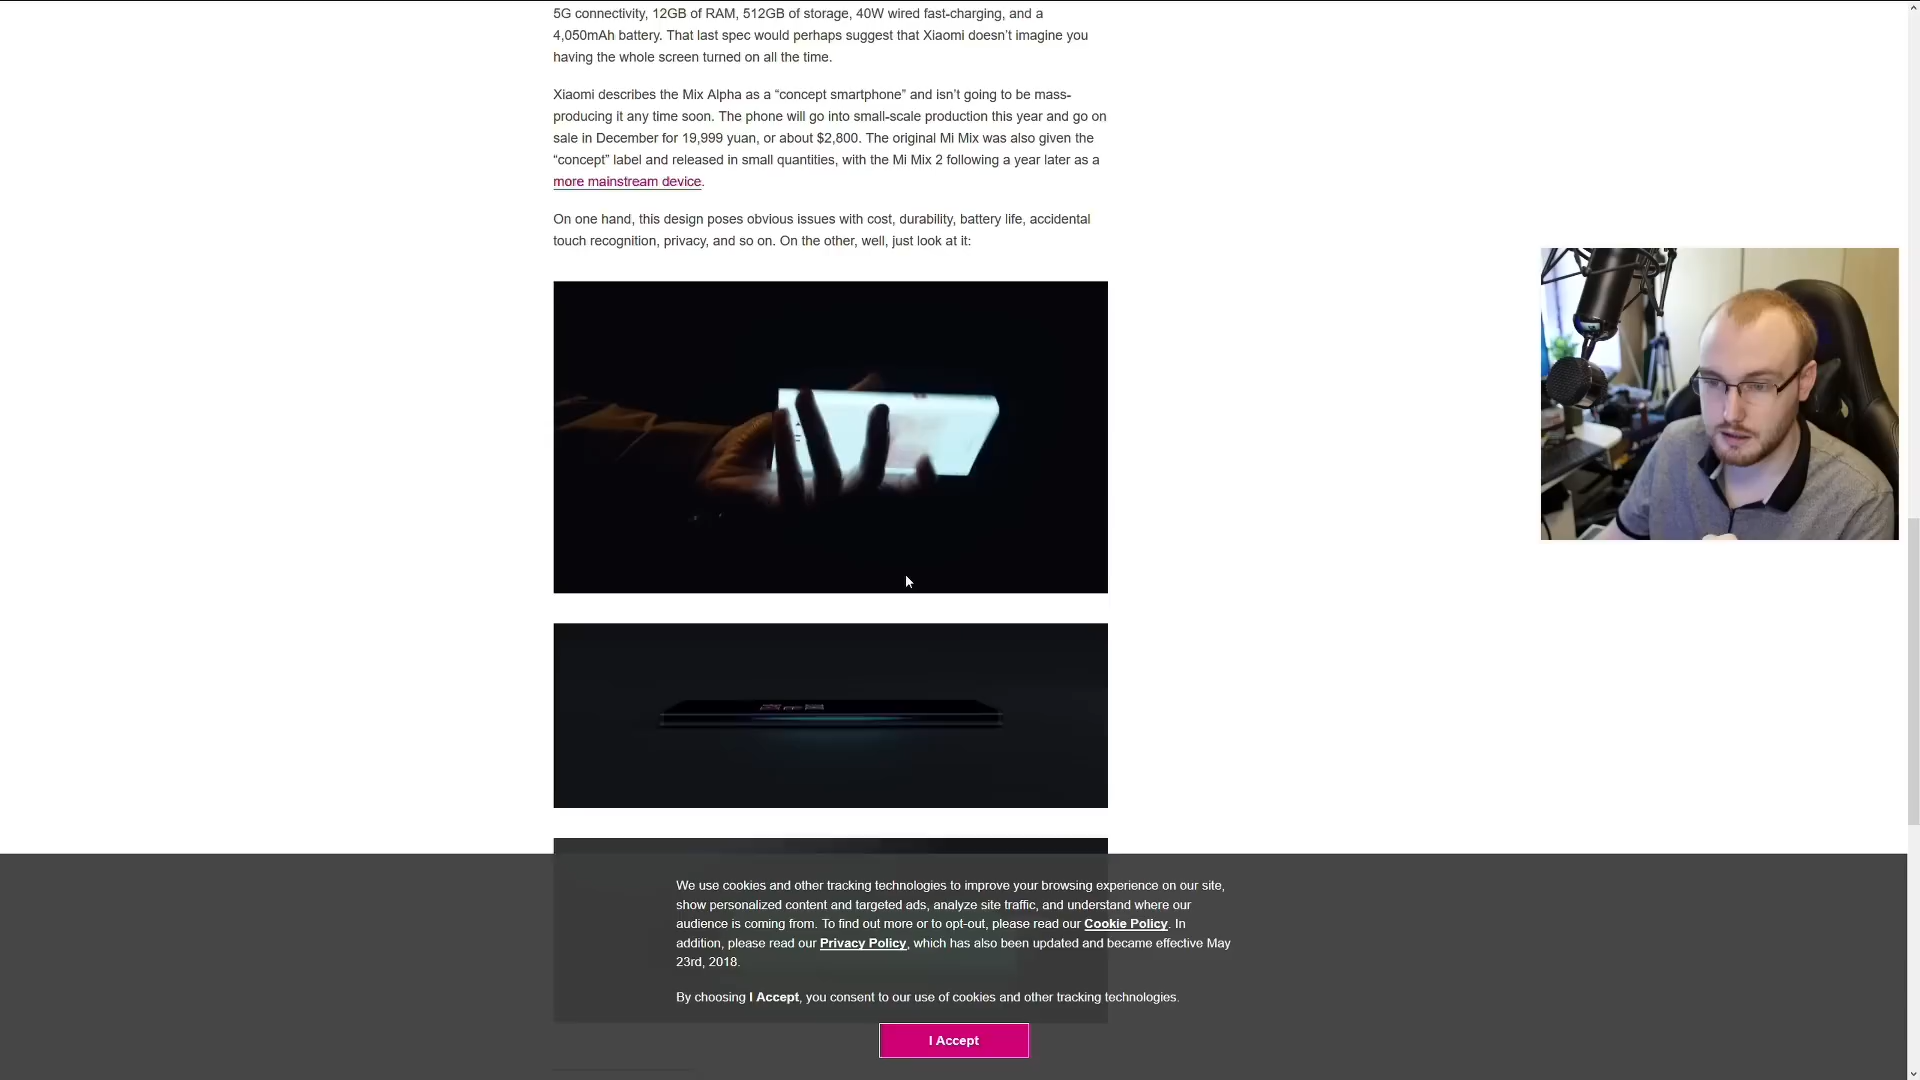 5G connectivity, 12GB of RAM, 512GB of storage, 40W wired fast-charging, and a
4,050mAh battery. That last spec would perhaps suggest that Xiaomi doesn’t imagine you
having the whole screen turned on all the time.
Xiaomi describes the Mix Alpha as a “concept smartphone” and isn’t going to be mass-
producing it any time soon. The phone will go into small-scale production this year and go on
sale in December for 19,999 yuan, or about $2,800. The original Mi Mix was also given the
“concept” label and released in small quantities, with the Mi Mix 2 following a year later as a
more mainstream device.
On one hand, this design poses obvious issues with cost, durability, battery life, accidental
touch recognition, privacy, and so on. On the other, well, just look at it:
We use cookies and other tracking technologies to improve your browsing experience on our site,
show personalized content and targeted ads, analyze site traffic, and understand where our
audience is coming from. To find out more or to opt-out, please read our Cookie Policy. In
addition, please read our Privacy Policy, which has also been updated and became effective May
23rd, 2018.
By choosing I Accept, you consent to our use of cookies and other tracking technologies.
I Accept